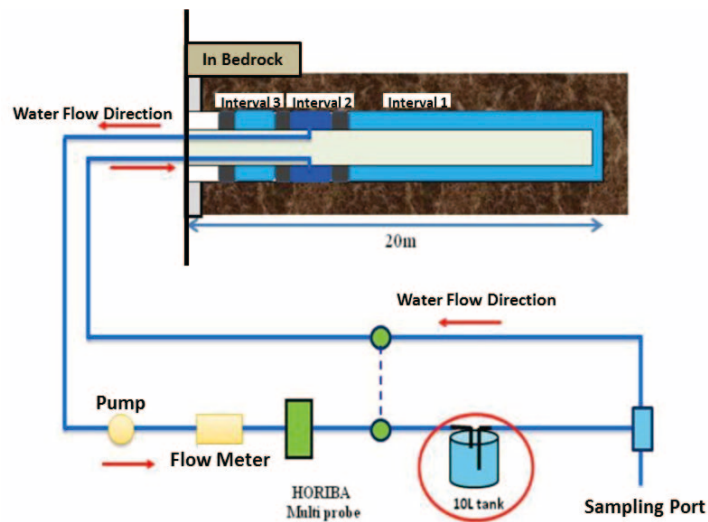 In Bedrock
Interval 3
Interval 2
Interval 1
Water Flow Direction
20m
Water Flow Direction
Pump
Flow Meter
HORIBA
Multi probe
10L tank
Sampling Port